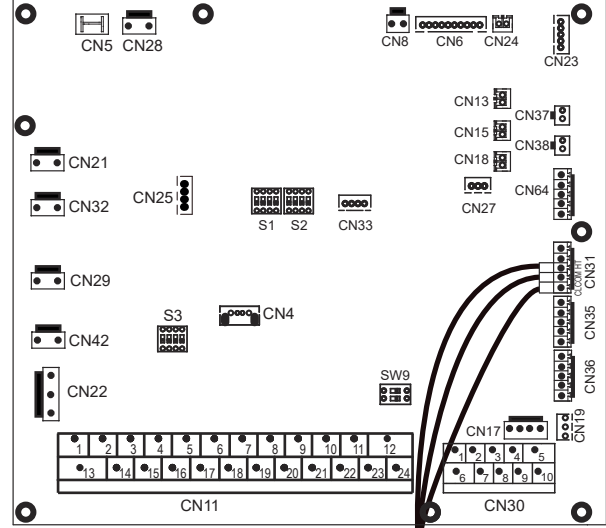 CN5
CN28
CN8
CN6
CN24
CN23
CN13
CN37
CN15
CN38
CN18
CN21
CN25
CN32
CN27
CN64
S1
S2
CN33
CN31
CL COM HT
CN29
S3
CN4
CN35
CN42
CN36
SW9
CN22
CN17
CN19
1 2 3 4 5 6 7 8 9 10 11 12
13 14 15 16 17 18 19 20 21 22 23 24
CN11
1 2 3 4 5
6 7 8 9 10
CN30